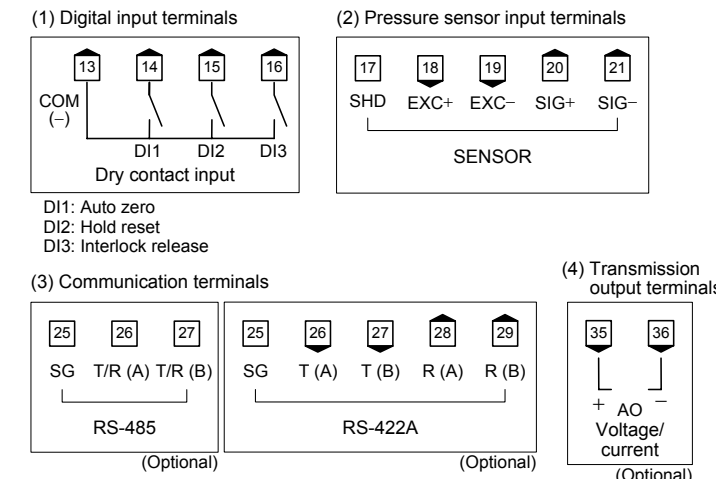 (1) Digital input terminals
13 14 15 16
COM
(−)
DI1 DI2 DI3
Dry contact input
DI1: Auto zero
DI2: Hold reset
DI3: Interlock release
(2) Pressure sensor input terminals
17 18 19 20 21
SHD EXC+ EXC− SIG+ SIG−
SENSOR
(3) Communication terminals
25 26 27
SG T/R (A) T/R (B)
RS-485
(Optional)
25 26 27 28 29
SG T (A) T (B) R (A) R (B)
RS-422A
(Optional)
(4) Transmission
output terminals
35 36
+ AO −
Voltage/
current
(Optional)